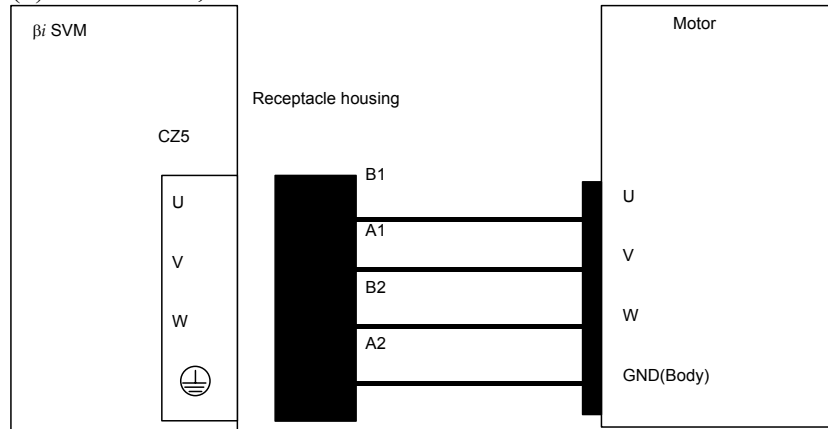 βi SVM
Motor
Receptacle housing
CZ5
B1
U
U
A1
V
V
B2
W
W
A2
GND(Body)